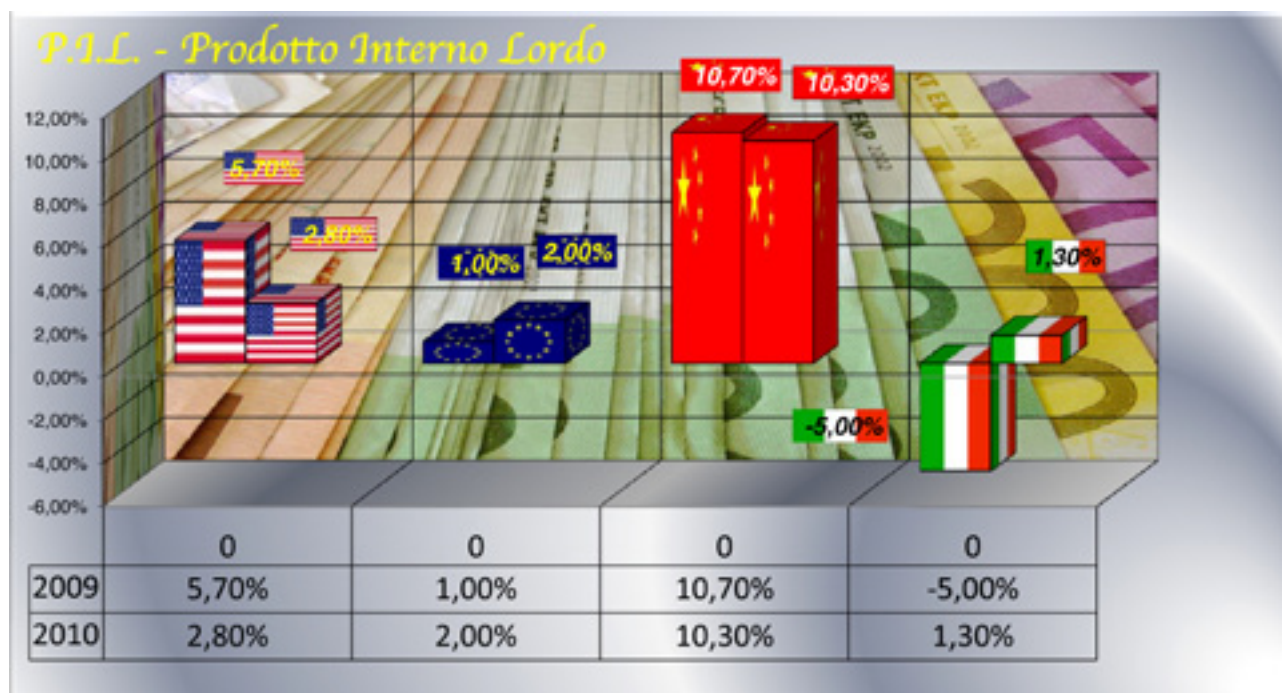 P.I.L. - Prodotto Interno Lordo
10,70% 10,30%
12,00%
10,00%
8,00%
6,00%
4,00%
2,00%
0,00%
-2,00%
-4,00%
-6,00%
5,70%
2,80%
1,00% 2,00%
1,30%
-5,00%
EKP 2002
T EKP
0 0 0 0
2009 5,70% 1,00% 10,70% -5,00%
2010 2,80% 2,00% 10,30% 1,30%